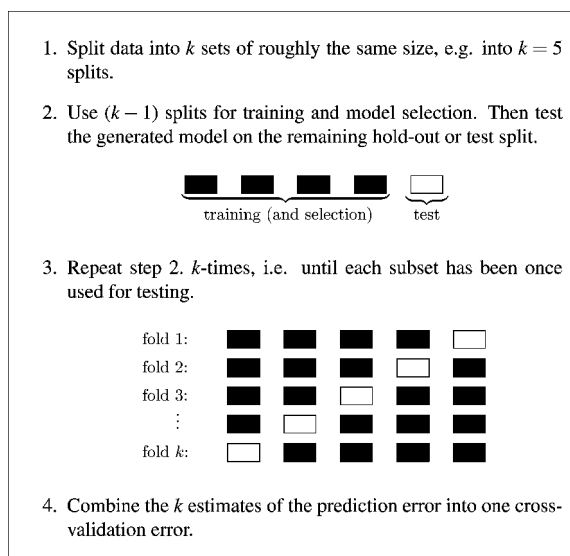 1. Split data into k sets of roughly the same size, e.g. into k = 5
splits.
2. Use (k − 1) splits for training and model selection. Then test
the generated model on the remaining hold-out or test split.
training (and selection) test
3. Repeat step 2. k-times, i.e. until each subset has been once
used for testing.
fold 1:
fold 2:
fold 3:
⋮
fold k:
4. Combine the k estimates of the prediction error into one cross-
validation error.